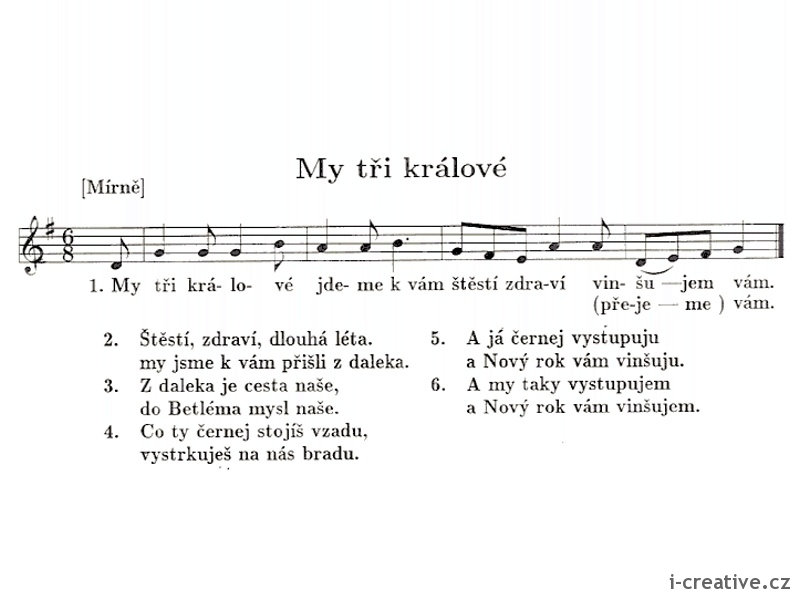 My tři králové
[Mírně]
1. My tři krá- lo- vé jde- me k vám štěstí zdra-ví vin- šu —jem vám.
(pře-je — me ) vám.
2. Štěstí, zdraví, dlouhá léta.
my jsme k vám přišli z daleka.
3. Z daleka je cesta naše,
do Betléma mysl naše.
4. Co ty černej stojíš vzadu,
vystrkuješ na nás bradu.
5. A já černej vystupuju
a Nový rok vám vinšuju.
6. A my taky vystupujem
a Nový rok vám vinšujem.
i-creative.cz